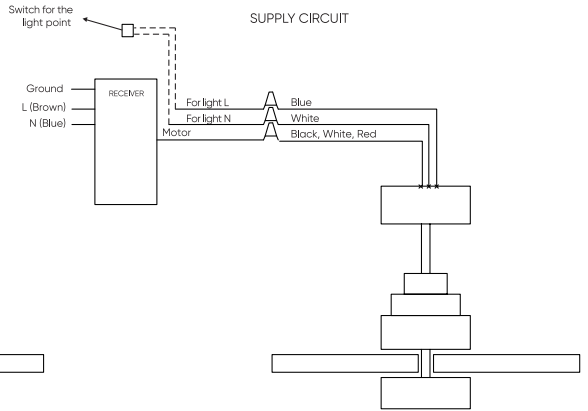 Switch for the
light point
SUPPLY CIRCUIT
Ground
L (Brown)
N (Blue)
RECEIVER
For light L
Blue
For light N
White
Motor
Black, White, Red